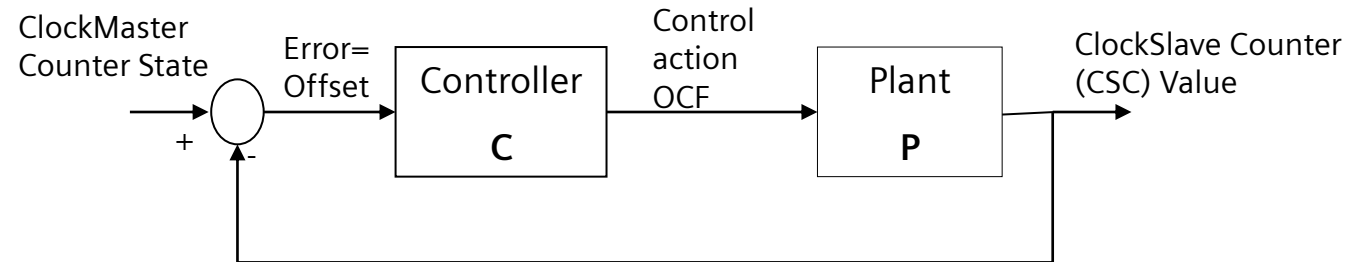 ClockMaster
Counter State
+
-
Error=
Offset
Controller
C
Control
action
OCF
Plant
P
ClockSlave Counter
(CSC) Value